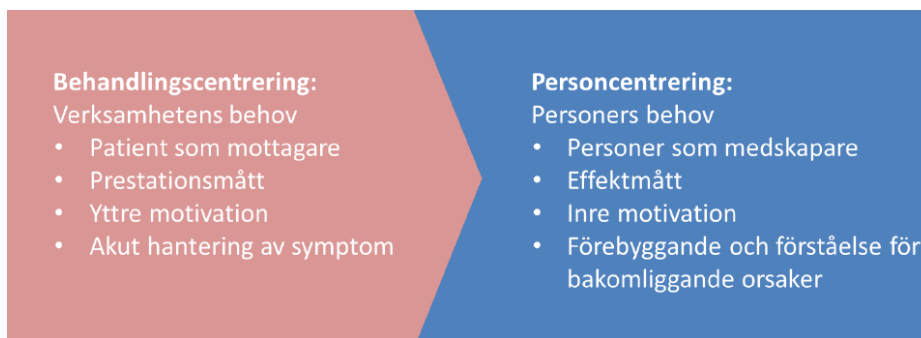 Behandlingscentrering:
Verksamhetens behov
• Patient som mottagare
• Prestationsmått
• Yttre motivation
• Akut hantering av symptom
Personcentrering:
Personers behov
• Personer som medskapare
• Effektmått
• Inre motivation
• Förebyggande och förståelse för
bakomliggande orsaker